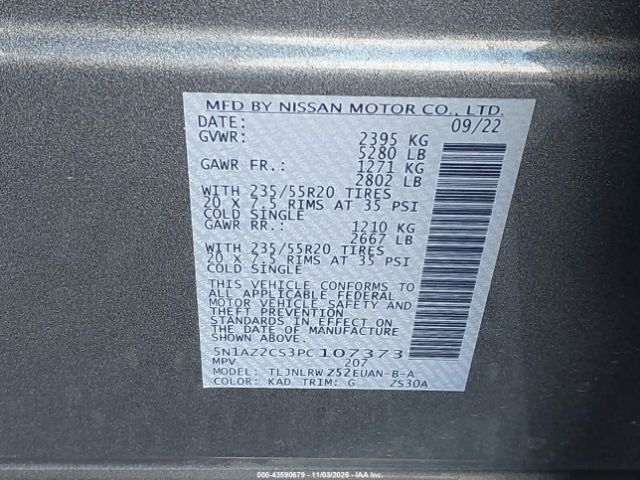 MFD BY NISSAN MOTOR CO., LTD.
DATE: 09/22
GVWR: 2395 KG
5280 LB
GAWR FR.: 1271 KG
2802 LB
WITH 235/55R20 TIRES
20 X 7.5 RIMS AT 35 PSI
COLD SINGLE
GAWR RR.: 1210 KG
2667 LB
WITH 235/55R20 TIRES
20 X 7.5 RIMS AT 35 PSI
COLD SINGLE
THIS VEHICLE CONFORMS TO
ALL APPLICABLE FEDERAL
MOTOR VEHICLE SAFETY AND
THEFT PREVENTION
STANDARDS IN EFFECT ON
THE DATE OF MANUFACTURE
SHOWN ABOVE.
5N1AZ2CS3PC107373
MPV 207
MODEL: TLJNLRW Z52EUAN-B-A
COLOR: KAD TRIM: G ZS30A
000-43590679 - 11/03/2025 - IAA Inc.